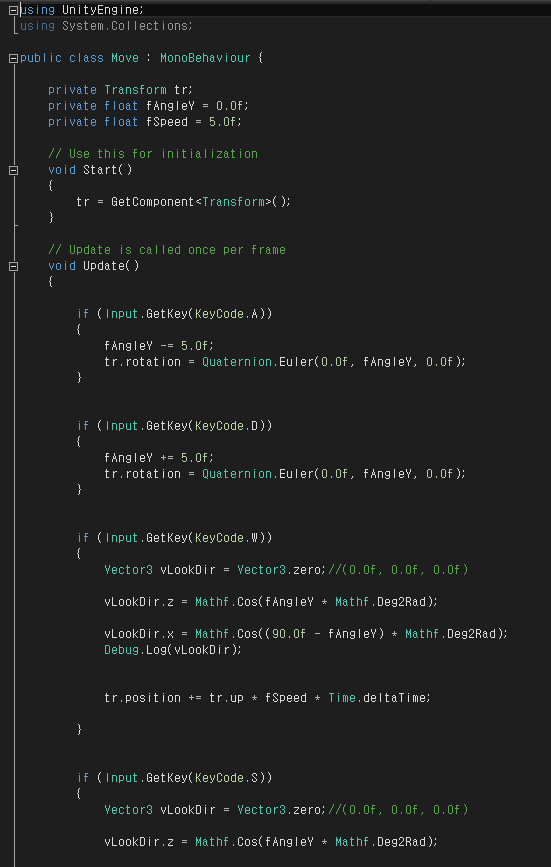 using UnityEngine;
using System.Collections;
public class Move : MonoBehaviour {
private Transform tr;
private float fAngleY = 0.0f;
private float fSpeed = 5.0f;
// Use this for initialization
void Start()
{
tr = GetComponent<Transform>();
}
// Update is called once per frame
void Update()
{
if (Input.GetKey(KeyCode.A))
{
fAngleY -= 5.0f;
tr.rotation = Quaternion.Euler(0.0f, fAngleY, 0.0f);
}
if (Input.GetKey(KeyCode.D))
{
fAngleY += 5.0f;
tr.rotation = Quaternion.Euler(0.0f, fAngleY, 0.0f);
}
if (Input.GetKey(KeyCode.W))
{
Vector3 vLookDir = Vector3.zero;//(0.0f, 0.0f, 0.0f)
vLookDir.z = Mathf.Cos(fAngleY * Mathf.Deg2Rad);
vLookDir.x = Mathf.Cos((90.0f - fAngleY) * Mathf.Deg2Rad);
Debug.Log(vLookDir);
tr.position += tr.up * fSpeed * Time.deltaTime;
}
if (Input.GetKey(KeyCode.S))
{
Vector3 vLookDir = Vector3.zero;//(0.0f, 0.0f, 0.0f)
vLookDir.z = Mathf.Cos(fAngleY * Mathf.Deg2Rad);